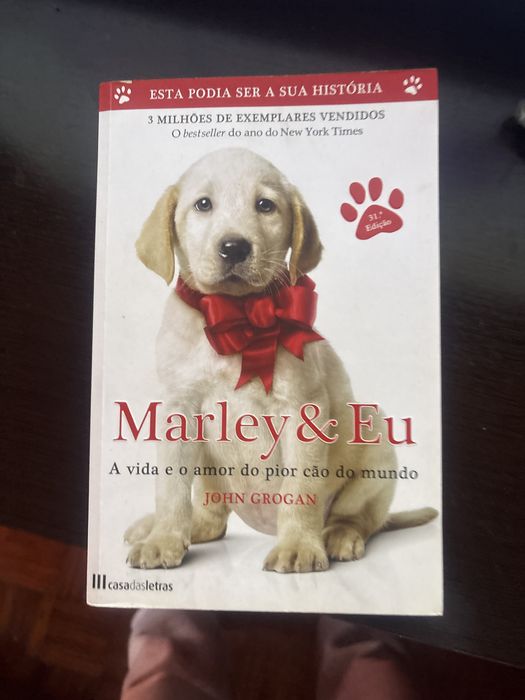 ESTA PODIA SER A SUA HISTÓRIA
3 MILHÕES DE EXEMPLARES VENDIDOS
O bestseller do ano do New York Times
31.ª
Edição
Marley & Eu
A vida e o amor do pior cão do mundo
JOHN GROGAN
casadasletras